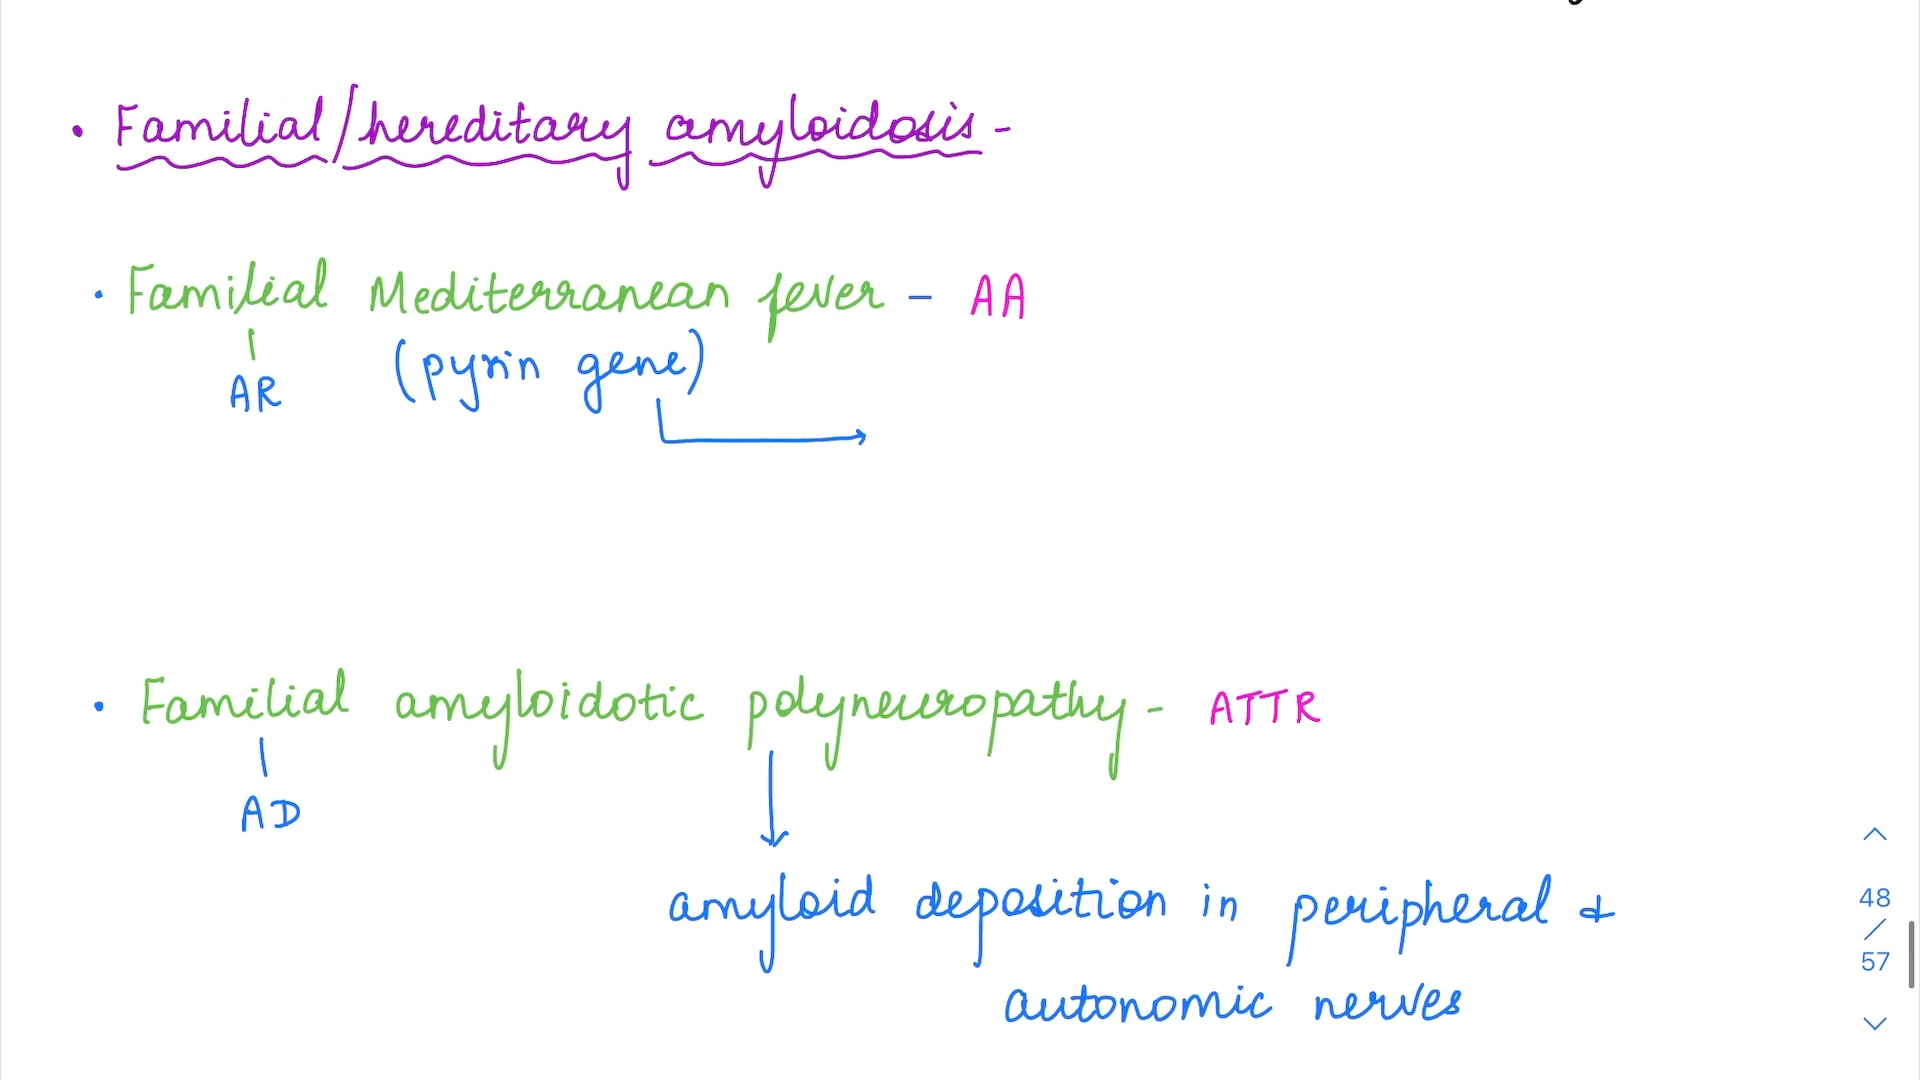 • Familial/hereditary amyloidosis -
• Familial Mediterranean fever - AA
AR (pyrin gene)
• Familial amyloidotic polyneuropathy - ATTR
AD
amyloid deposition in peripheral &
autonomic nerves
48
/
57